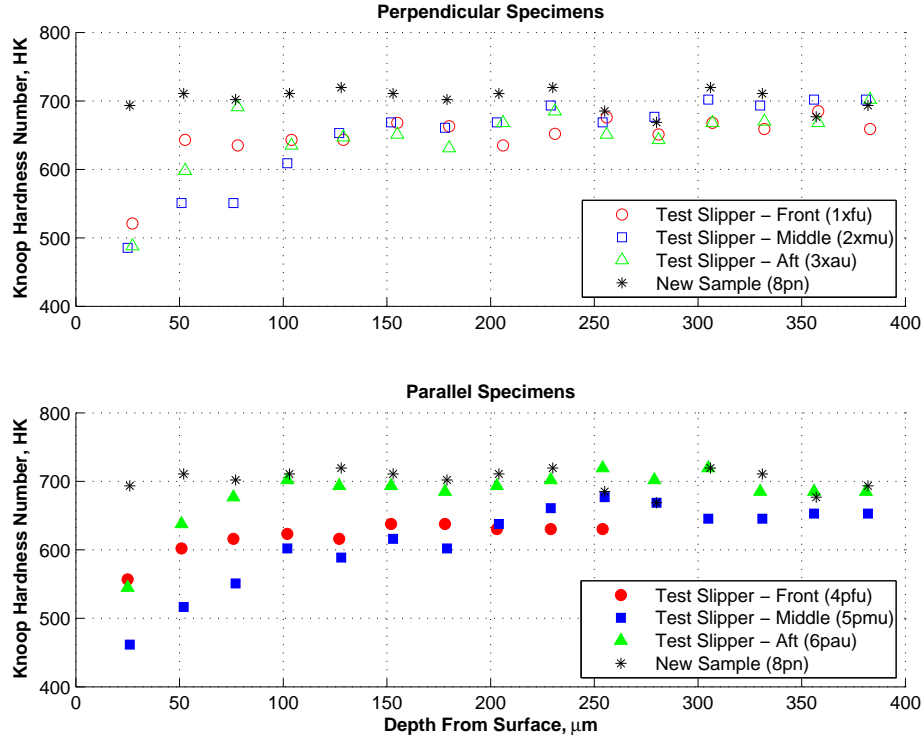 Perpendicular Specimens
Knoop Hardness Number, HK
800
700
600
500
400
0 50 100 150 200 250 300 350 400
Test Slipper – Front (1xfu)
Test Slipper – Middle (2xmu)
Test Slipper – Aft (3xau)
New Sample (8pn)
Parallel Specimens
Knoop Hardness Number, HK
800
700
600
500
400
0 50 100 150 200 250 300 350 400
Test Slipper – Front (4pfu)
Test Slipper – Middle (5pmu)
Test Slipper – Aft (6pau)
New Sample (8pn)
Depth From Surface, μm